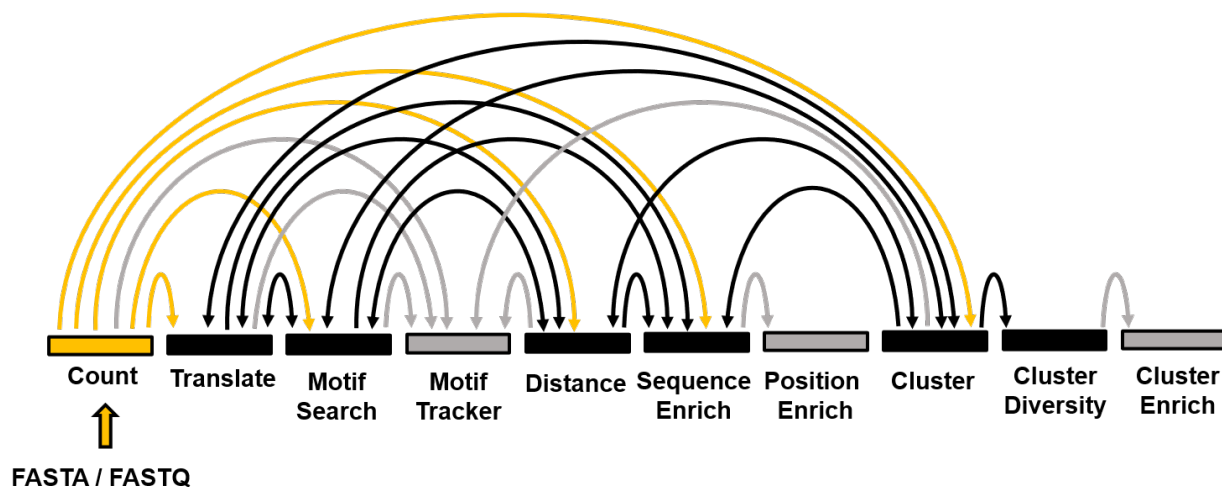 Count
Translate
Motif
Search
Motif
Tracker
Distance
Sequence
Enrich
Position
Enrich
Cluster
Cluster
Diversity
Cluster
Enrich
FASTA / FASTQ